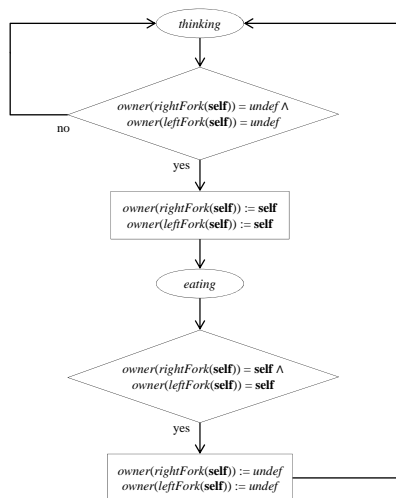 thinking
owner(rightFork(self)) = undef ∧
owner(leftFork(self)) = undef
no
yes
owner(rightFork(self)) := self
owner(leftFork(self)) := self
eating
owner(rightFork(self)) = self ∧
owner(leftFork(self)) = self
yes
owner(rightFork(self)) := undef
owner(leftFork(self)) := undef